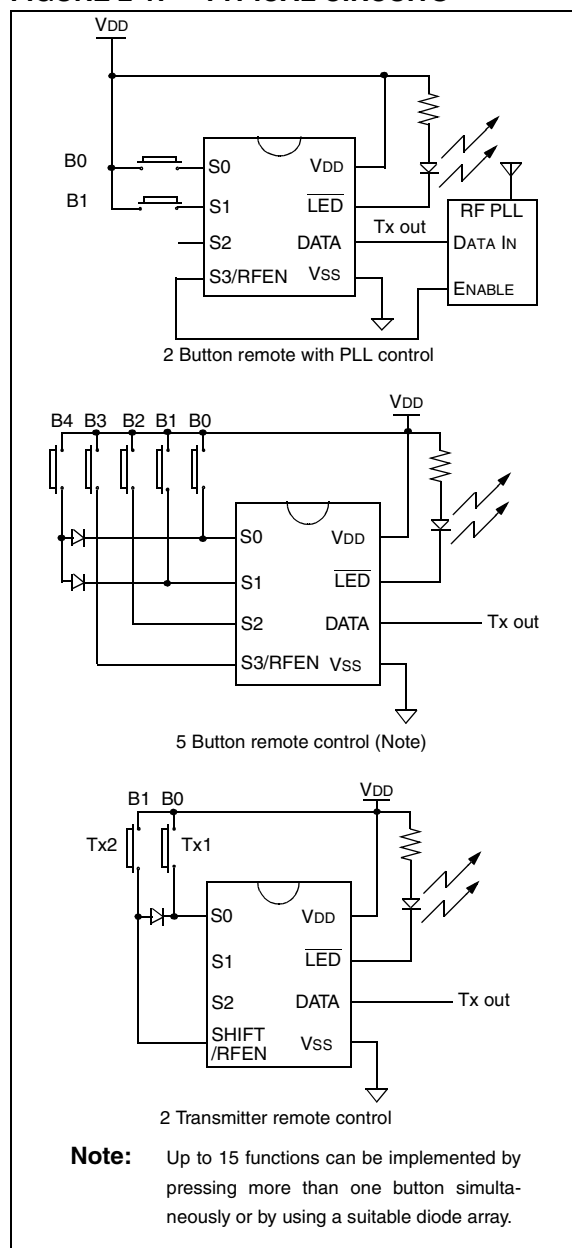 FIGURE TYPICAL CIRCUITS
VDD
B0
B1
S0
S1
S2
S3/RFEN
VDD
LED
DATA
VSS
Tx out
RF PLL
DATA IN
ENABLE
2 Button remote with PLL control
B4 B3 B2 B1 B0
VDD
S0
S1
S2
S3/RFEN
VDD
LED
DATA
VSS
Tx out
5 Button remote control (Note)
B1 B0
VDD
Tx2
Tx1
S0
S1
S2
SHIFT
/RFEN
VDD
LED
DATA
VSS
Tx out
2 Transmitter remote control
Note: Up to 15 functions can be implemented by
pressing more than one button simulta-
neously or by using a suitable diode array.